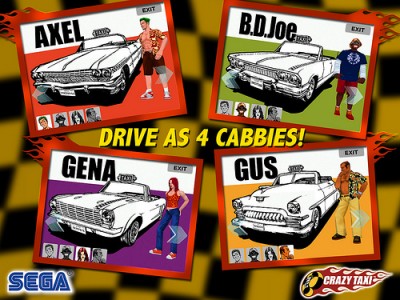 EXIT
AXEL
EXIT
B.D.Joe
DRIVE AS 4 CABBIES!
GENA
EXIT
GUS
EXIT
SEGA
CRAZY TAXI